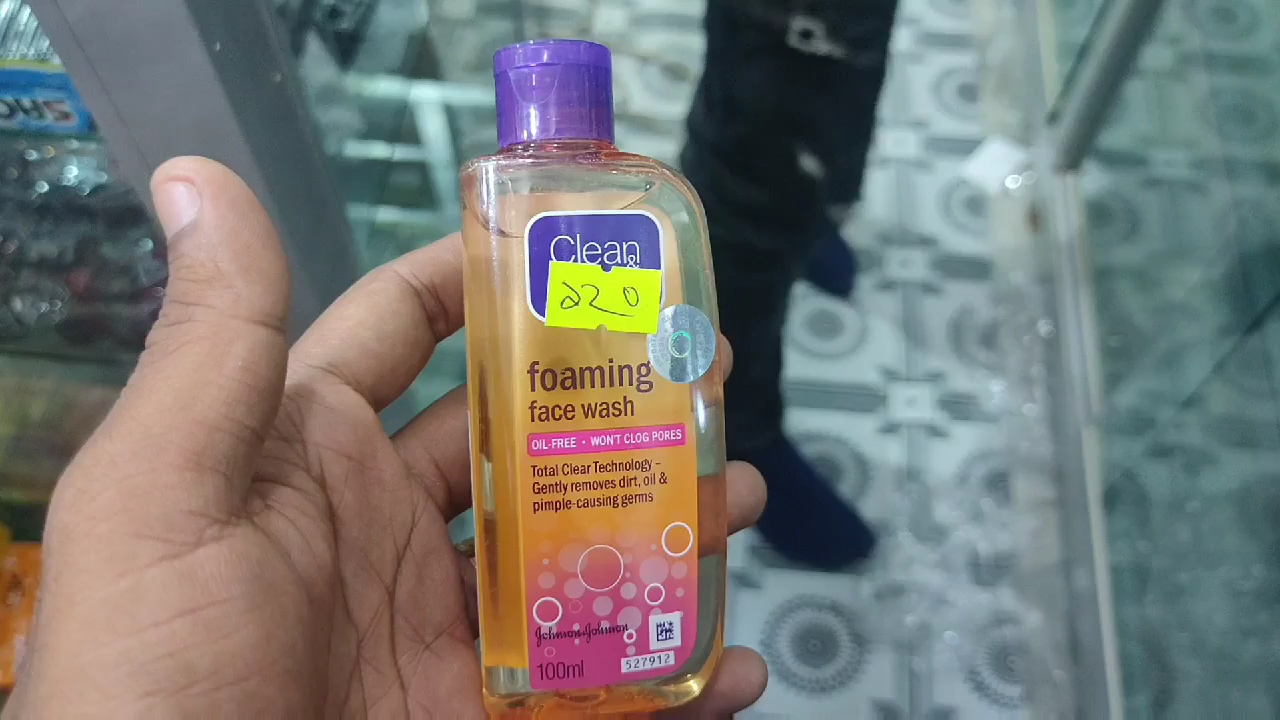 Clean
&
220
foaming
face wash
OIL-FREE • WON'T CLOG PORES
Total Clear Technology –
Gently removes dirt, oil &
pimple-causing germs
Johnson & Johnson
527912
100ml